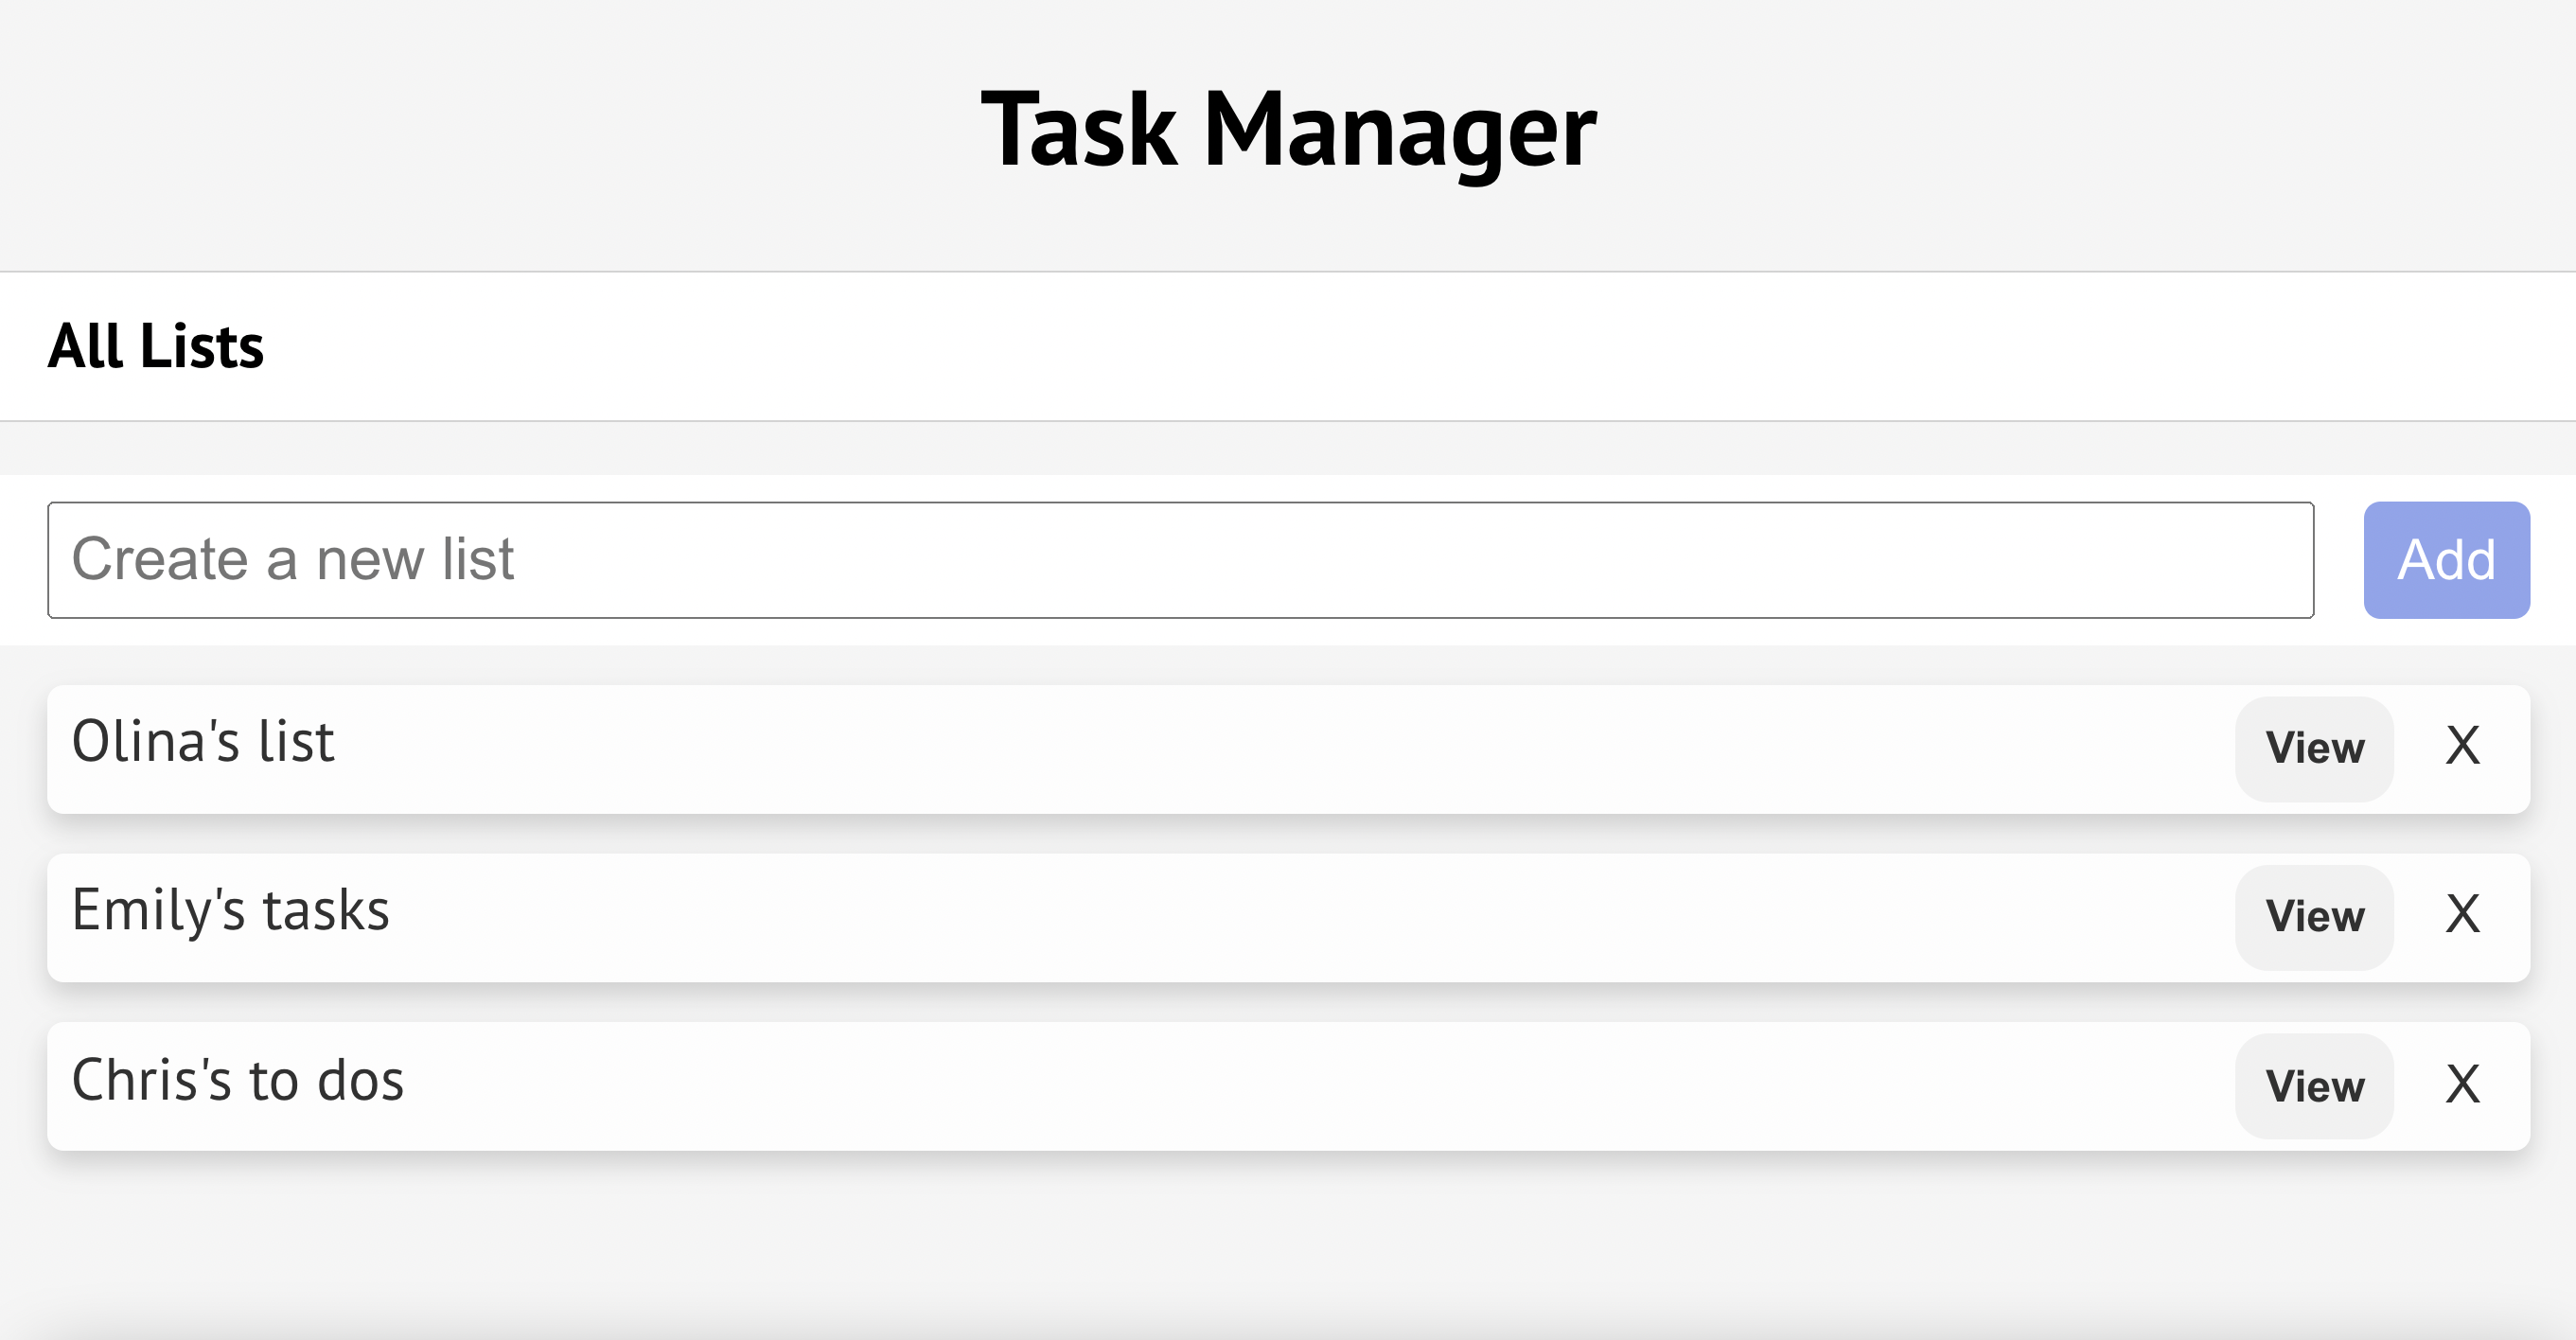 Task Manager
All Lists
Create a new list
Add
Olina's list
View
X
Emily's tasks
View
X
Chris's to dos
View
X